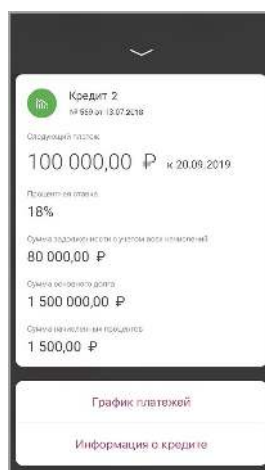 Кредит 2
№ 569 от 13.07.2018
Следующий платеж
100 000,00 ₽ к 20.09.2019
Процентная ставка
18%
Сумма задолженности с учетом всех начислений
80 000,00 ₽
Сумма основного долга
1 500 000,00 ₽
Сумма начисленных процентов
1 500,00 ₽
График платежей
Информация о кредите